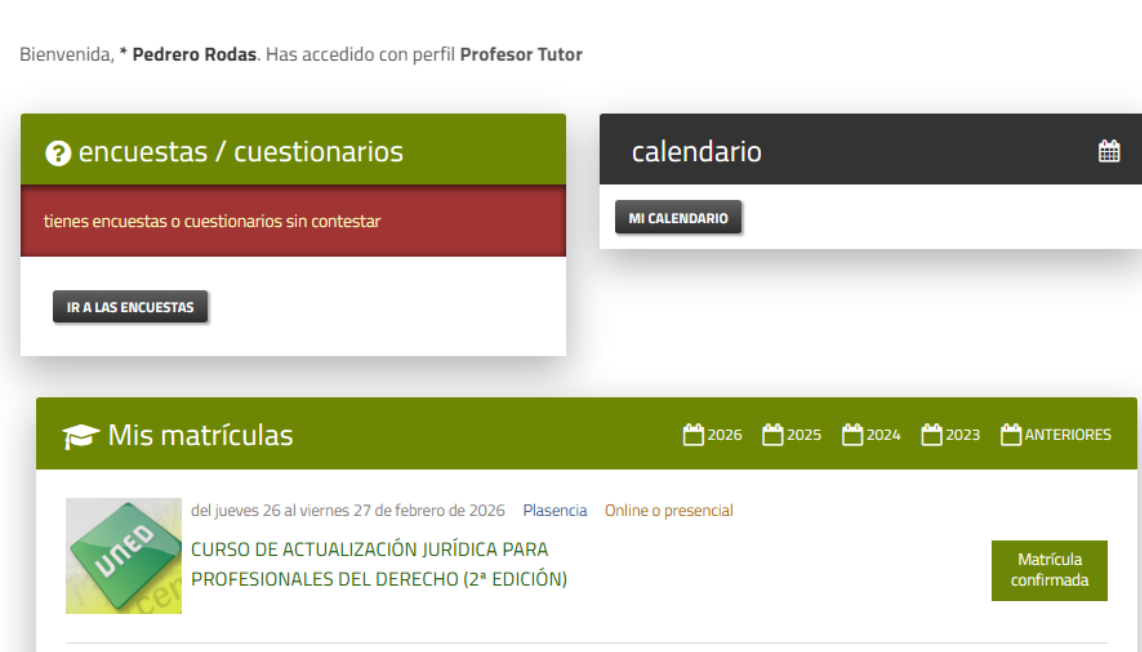 Bienvenida, * Pedrero Rodas. Has accedido con perfil Profesor Tutor
encuestas / cuestionarios
tienes encuestas o cuestionarios sin contestar
IR A LAS ENCUESTAS
calendario
MI CALENDARIO
Mis matrículas
2026 2025 2024 2023 ANTERIORES
UNED
cen
del jueves 26 al viernes 27 de febrero de 2026 Plasencia Online o presencial
CURSO DE ACTUALIZACIÓN JURÍDICA PARA
PROFESIONALES DEL DERECHO (2ª EDICIÓN)
Matrícula
confirmada